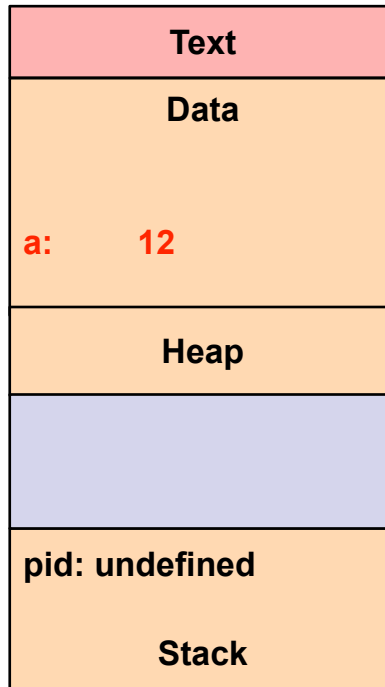 Text
Data
a: 12
Heap
pid: undefined
Stack